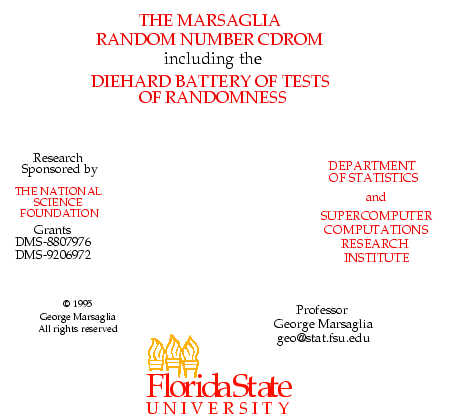 THE MARSAGLIA
RANDOM NUMBER CDROM
including the
DIEHARD BATTERY OF TESTS
OF RANDOMNESS
Research
Sponsored by
THE NATIONAL
SCIENCE
FOUNDATION
Grants
DMS-8807976
DMS-9206972
DEPARTMENT
OF STATISTICS
and
SUPERCOMPUTER
COMPUTATIONS
RESEARCH
INSTITUTE
© 1995
George Marsaglia
All rights reserved
Professor
George Marsaglia
geo@stat.fsu.edu
Florida State
UNIVERSITY